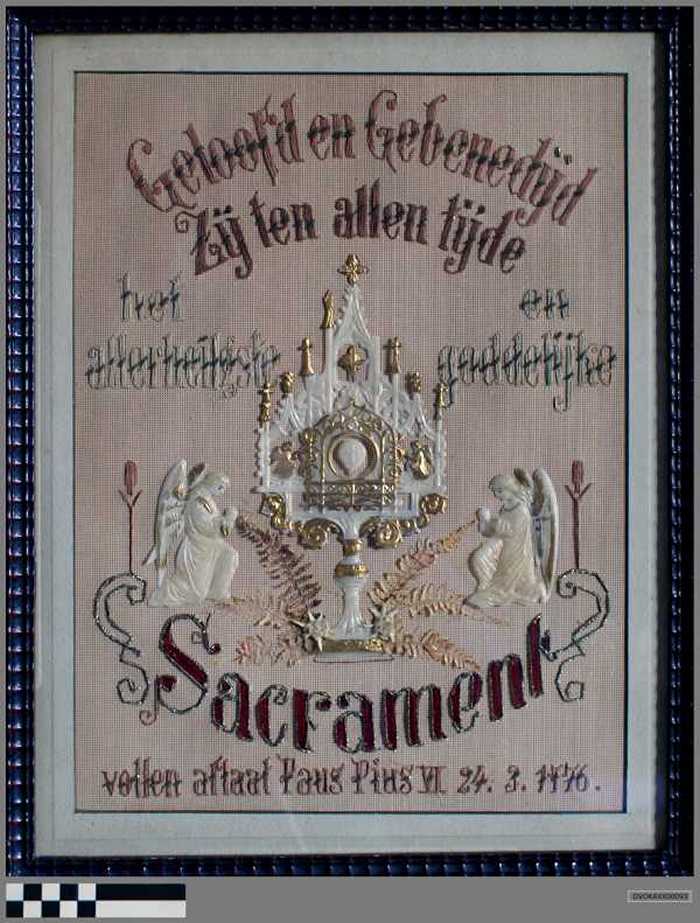 Geloofd en Gebenedijd
Zij ten allen tijde
het en
allerheiligste goddelijke
Sacrament
vollen aflaat Paus Pius VI 24. 3. 1776.
DVOKAXXXX093